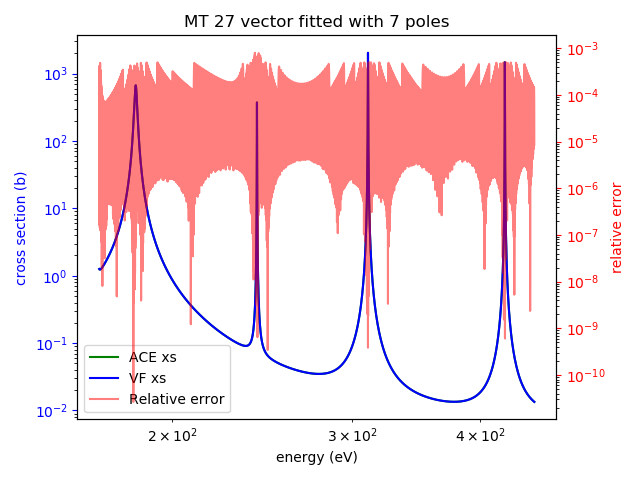 MT 27 vector fitted with 7 poles
cross section (b)
10³
10²
10¹
10⁰
10⁻¹
10⁻²
10⁻³
10⁻⁴
10⁻⁵
10⁻⁶
10⁻⁷
10⁻⁸
10⁻⁹
10⁻¹⁰
relative error
ACE xs
VF xs
Relative error
2 × 10² 3 × 10² 4 × 10²
energy (eV)